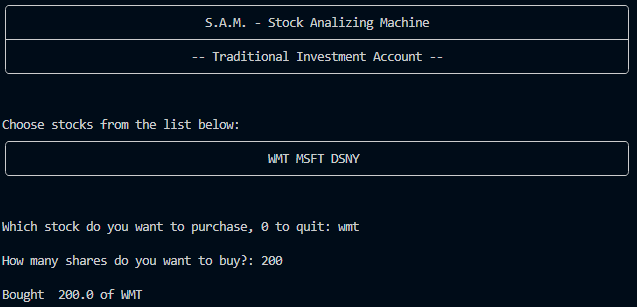 S.A.M. - Stock Analizing Machine
-- Traditional Investment Account --
Choose stocks from the list below:
WMT MSFT DSNY
Which stock do you want to purchase, 0 to quit: wmt
How many shares do you want to buy?: 200
Bought  200.0 of WMT